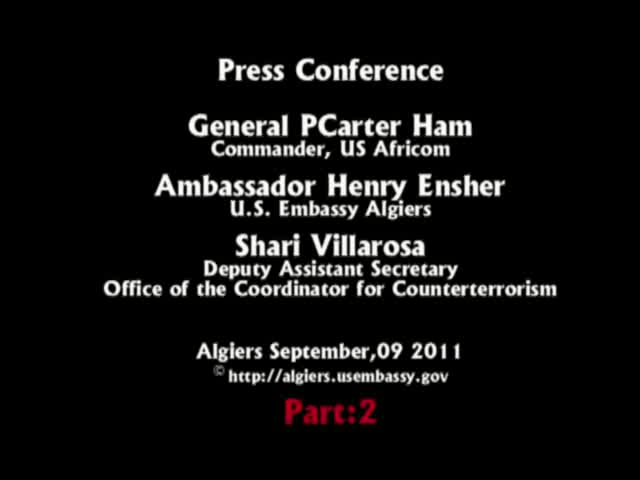 Press Conference
General PCarter Ham
Commander, US Africom
Ambassador Henry Ensher
U.S. Embassy Algiers
Shari Villarosa
Deputy Assistant Secretary
Office of the Coordinator for Counterterrorism
Algiers September,09 2011
© http://algiers.usembassy.gov
Part:2